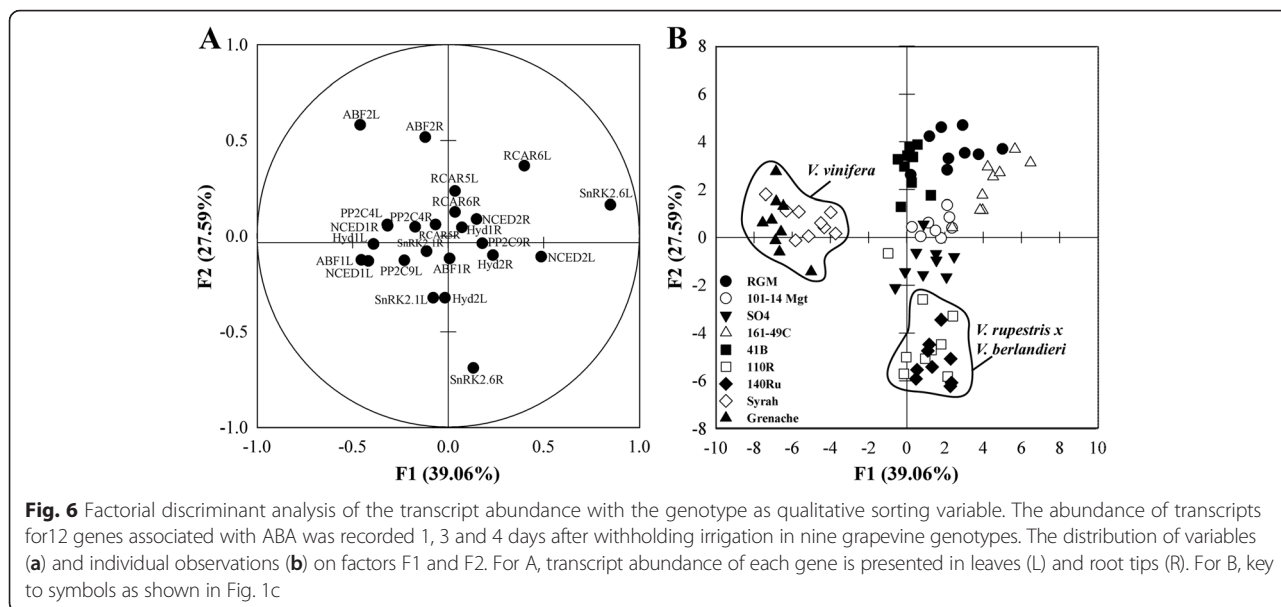 A
1.0
0.5
0.0
-0.5
-1.0
F2 (27.59%)
-1.0
-0.5
0.0
0.5
1.0
F1 (39.06%)
ABF2L
ABF2R
RCAR6L
RCAR5L
SnRK2.6L
RCAR6R
PP2C4L
PP2C4R
NCED2R
NCED1R
Hyd1R
Hyd1L
RCAR5R
SnRK2.1R
PP2C9R
ABF1L
NCED1L
PP2C9L
ABF1R
Hyd2R
NCED2L
SnRK2.1L
Hyd2L
SnRK2.6R
B
8
6
4
2
0
-2
-4
-6
-8
F2 (27.59%)
-10
-8
-6
-4
-2
0
2
4
6
8
10
F1 (39.06%)
V. vinifera
V. rupestris x
V. berlandieri
RGM
101-14 Mgt
SO4
161-49C
41B
110R
140Ru
Syrah
Grenache
Fig. 6 Factorial discriminant analysis of the transcript abundance with the genotype as qualitative sorting variable. The abundance of transcripts
for12 genes associated with ABA was recorded 1, 3 and 4 days after withholding irrigation in nine grapevine genotypes. The distribution of variables
(a) and individual observations (b) on factors F1 and F2. For A, transcript abundance of each gene is presented in leaves (L) and root tips (R). For B, key
to symbols as shown in Fig. 1c